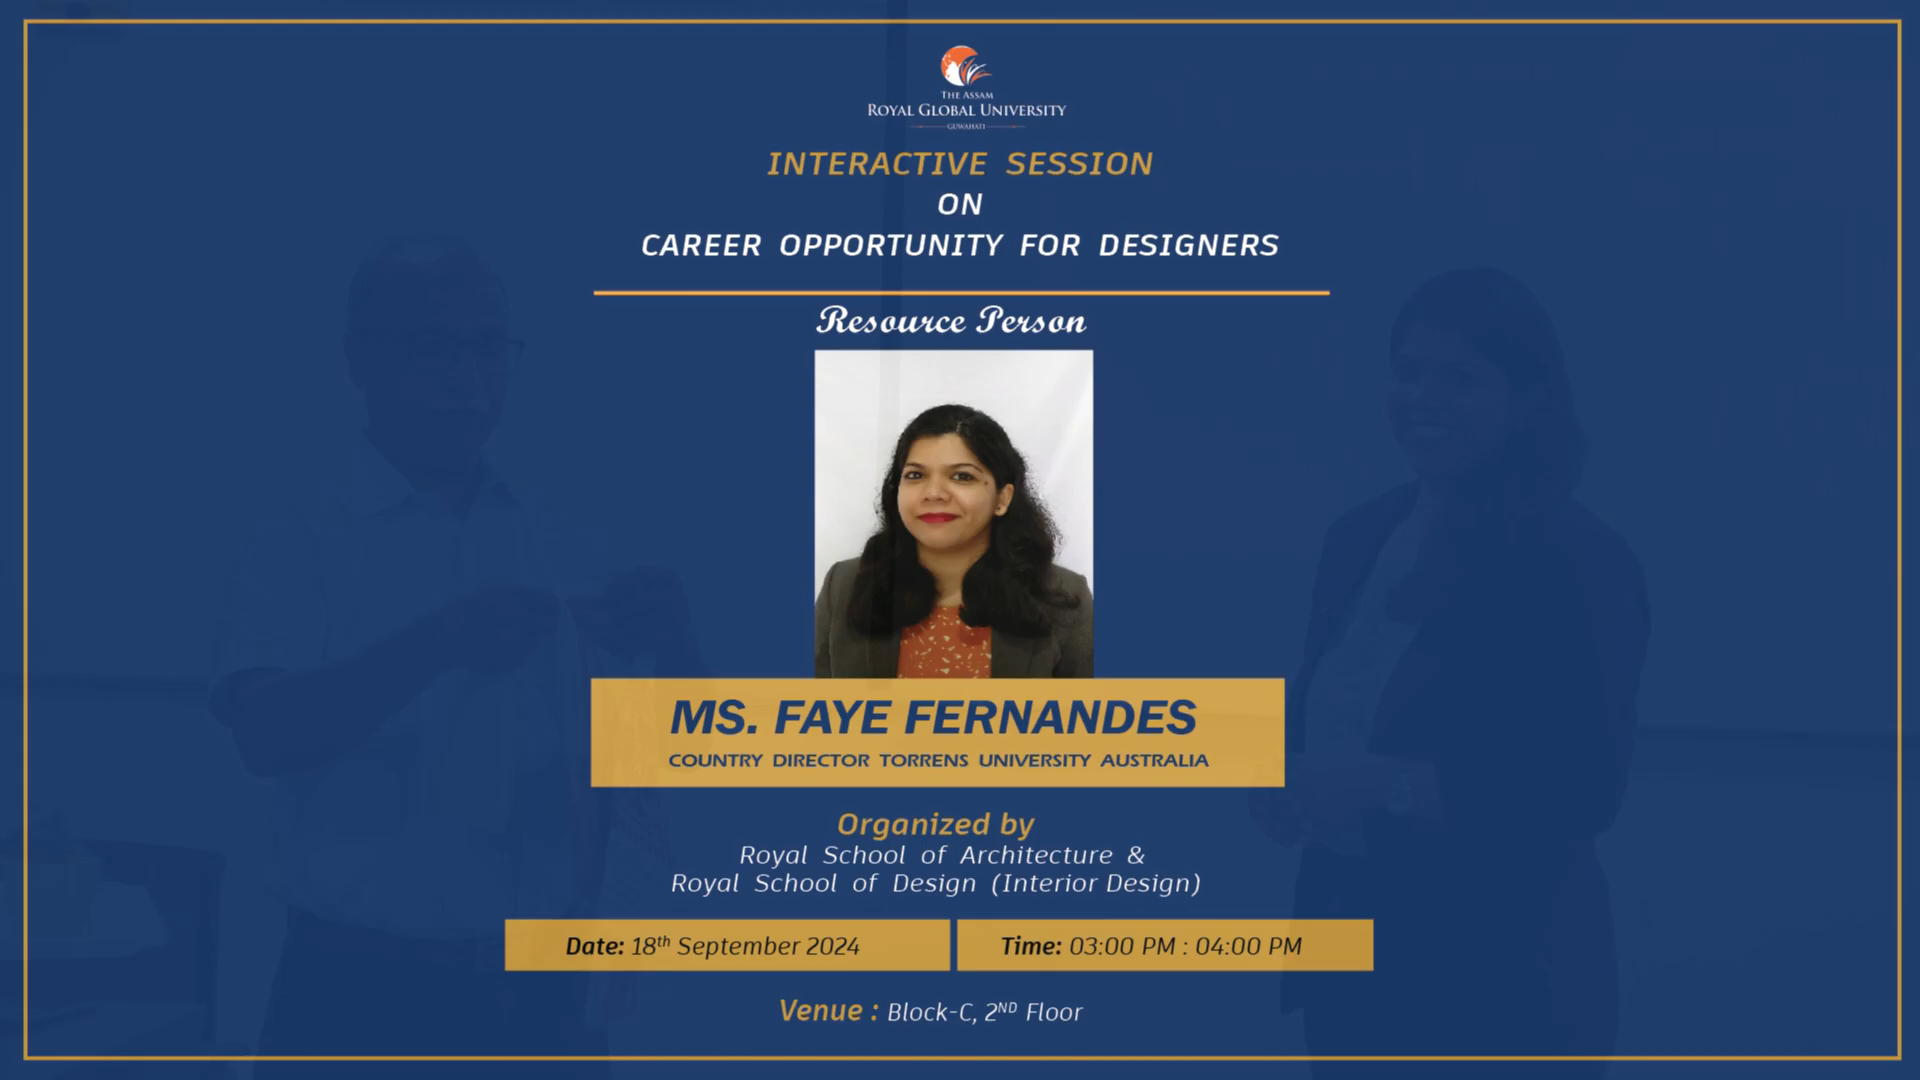 THE ASSAM
ROYAL GLOBAL UNIVERSITY
GUWAHATI
INTERACTIVE SESSION
ON
CAREER OPPORTUNITY FOR DESIGNERS
Resource Person
MS. FAYE FERNANDES
COUNTRY DIRECTOR TORRENS UNIVERSITY AUSTRALIA
Organized by
Royal School of Architecture &
Royal School of Design (Interior Design)
Date: 18th September 2024
Time: 03:00 PM : 04:00 PM
Venue : Block-C, 2ND Floor